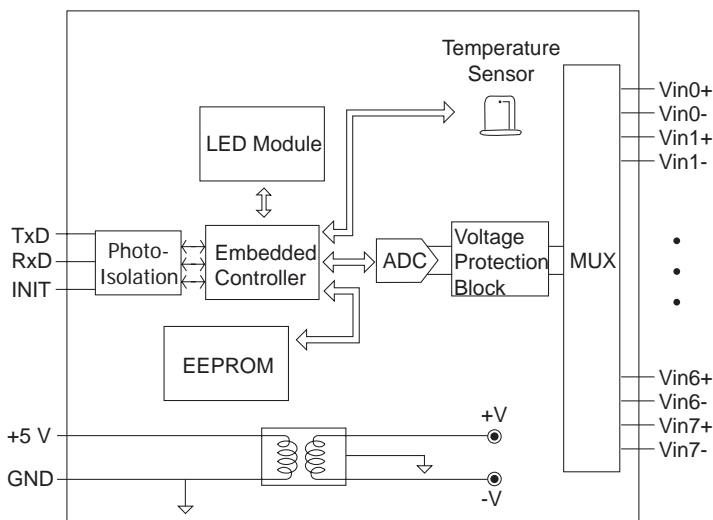 Temperature
Sensor
Vin0+
Vin0-
Vin1+
Vin1-
LED Module
TxD
RxD
INIT
Photo-
Isolation
Embedded
Controller
ADC
Voltage
Protection
Block
MUX
EEPROM
Vin6+
Vin6-
Vin7+
Vin7-
+5 V
GND
+V
-V